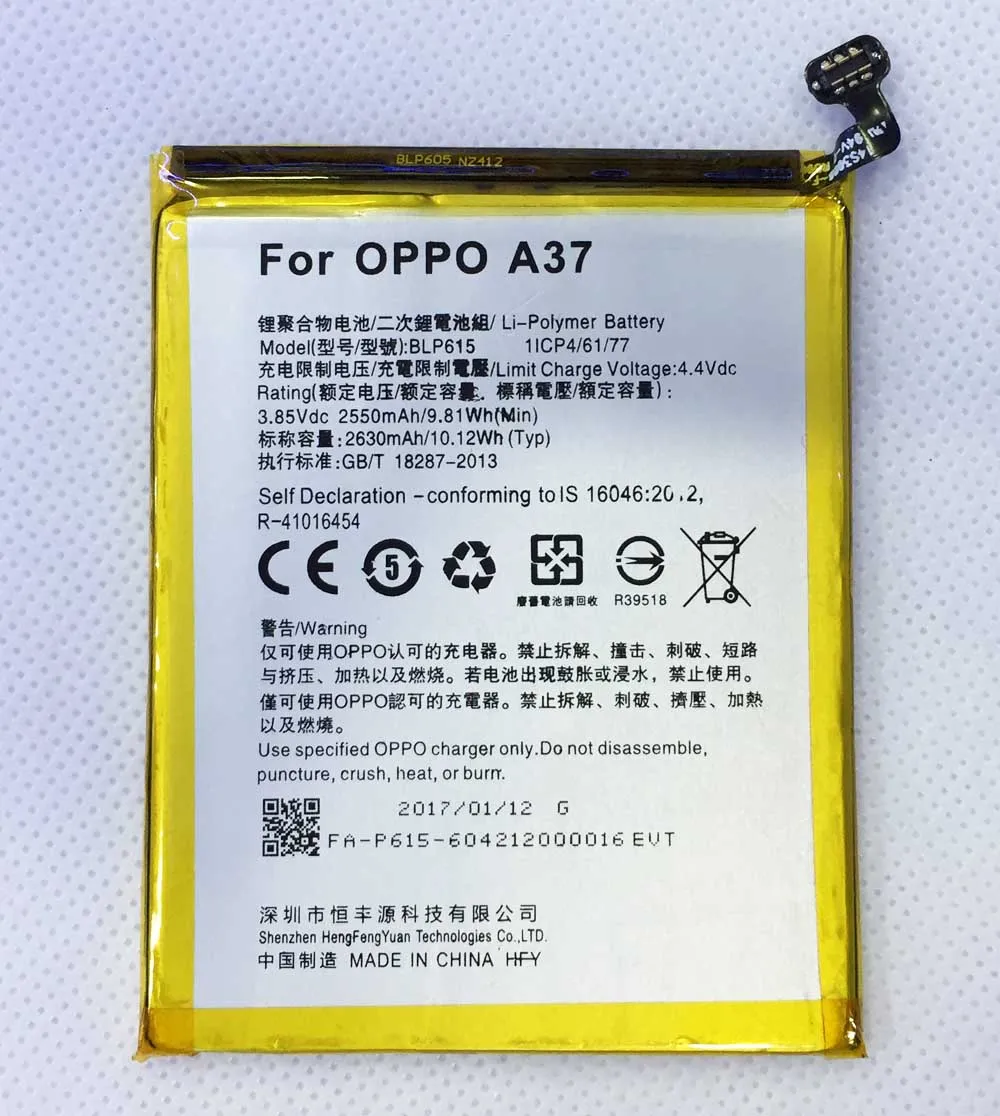 BLP605 NZ412
For OPPO A37
锂聚合物电池/二次鋰電池組/ Li-Polymer Battery
Model(型号/型號):BLP615 1ICP4/61/77
充电限制电压/充電限制電壓/Limit Charge Voltage:4.4Vdc
Rating(额定电压/额定容量，標稱電壓/額定容量):
3.85Vdc 2550mAh/9.81Wh(Min)
标称容量:2630mAh/10.12Wh (Typ)
执行标准:GB/T 18287-2013
Self Declaration -conforming to IS 16046:2012,
R-41016454
CE 5
廢舊電池請回收 R39518
警告/Warning
仅可使用OPPO认可的充电器。禁止拆解、撞击、刺破、短路
与挤压、加热以及燃烧。若电池出现鼓胀或浸水，禁止使用。
僅可使用OPPO認可的充電器。禁止拆解、刺破、擠壓、加熱
以及燃燒。
Use specified OPPO charger only.Do not disassemble,
puncture, crush, heat, or burn.
2017/01/12 G
FA-P615-604212000016 EVT
深圳市恒丰源科技有限公司
Shenzhen HengFengYuan Technologies Co.,LTD.
中国制造 MADE IN CHINA HFY